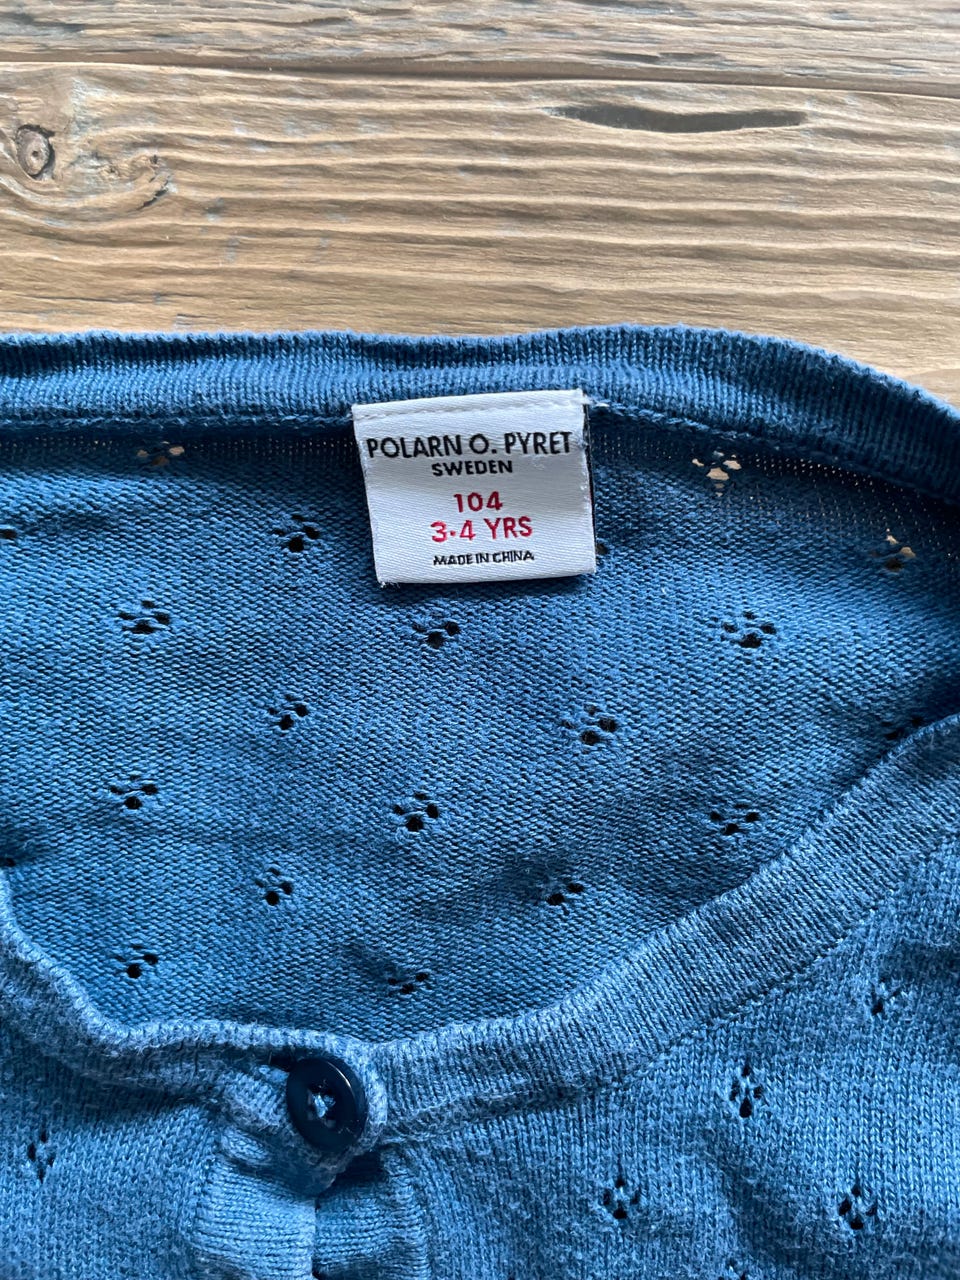 POLARN O. PYRET
SWEDEN
104
3-4 YRS
MADE IN CHINA